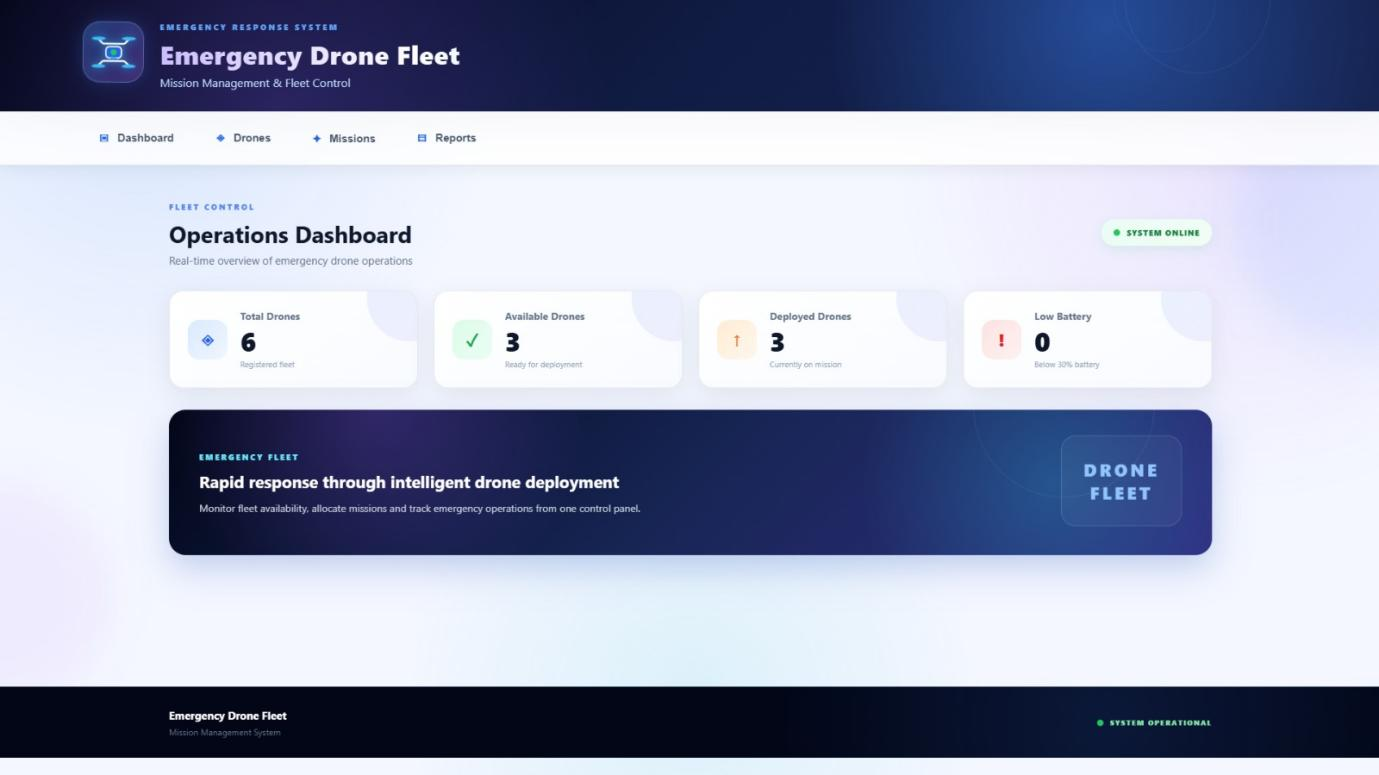 EMERGENCY RESPONSE SYSTEM
Emergency Drone Fleet
Mission Management & Fleet Control
Dashboard
Drones
Missions
Reports
FLEET CONTROL
Operations Dashboard
Real-time overview of emergency drone operations
SYSTEM ONLINE
Total Drones
6
Registered fleet
Available Drones
3
Ready for deployment
Deployed Drones
3
Currently on mission
Low Battery
0
Below 30% battery
EMERGENCY FLEET
Rapid response through intelligent drone deployment
Monitor fleet availability, allocate missions and track emergency operations from one control panel.
DRONE
FLEET
Emergency Drone Fleet
Mission Management System
SYSTEM OPERATIONAL